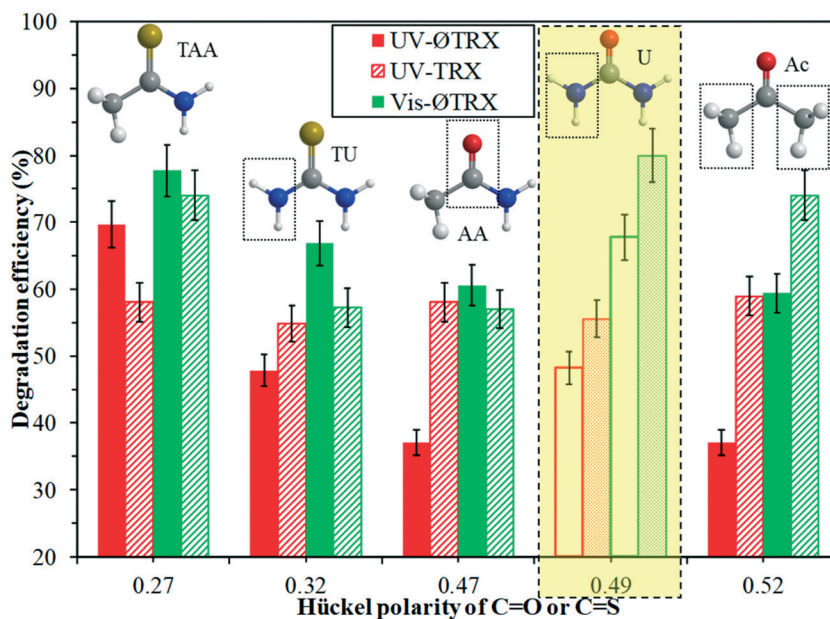 100
90
80
70
60
50
40
30
20
Degradation efficiency (%)
UV-ØTRX
UV-TRX
Vis-ØTRX
TAA
TU
AA
U
Ac
0.27
0.32
0.47
0.49
0.52
Hückel polarity of C=O or C=S